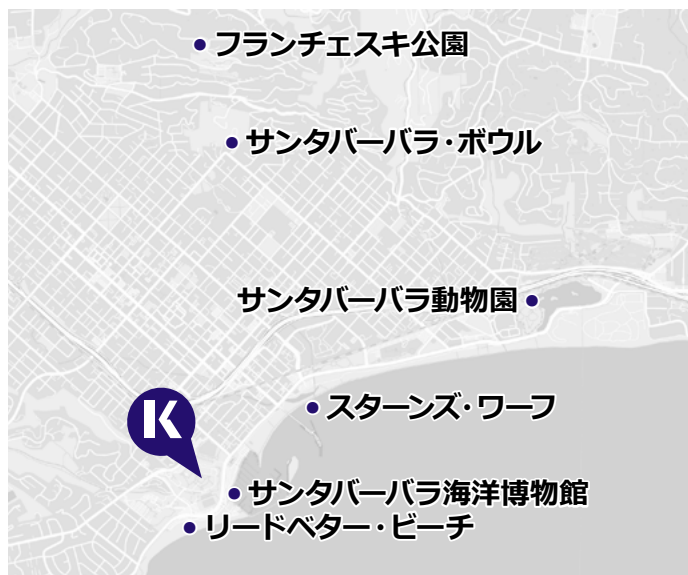 フランチェスキ公園
サンタバーバラ・ボウル
サンタバーバラ動物園
スターンズ・ワーフ
K
サンタバーバラ海洋博物館
リードベター・ビーチ